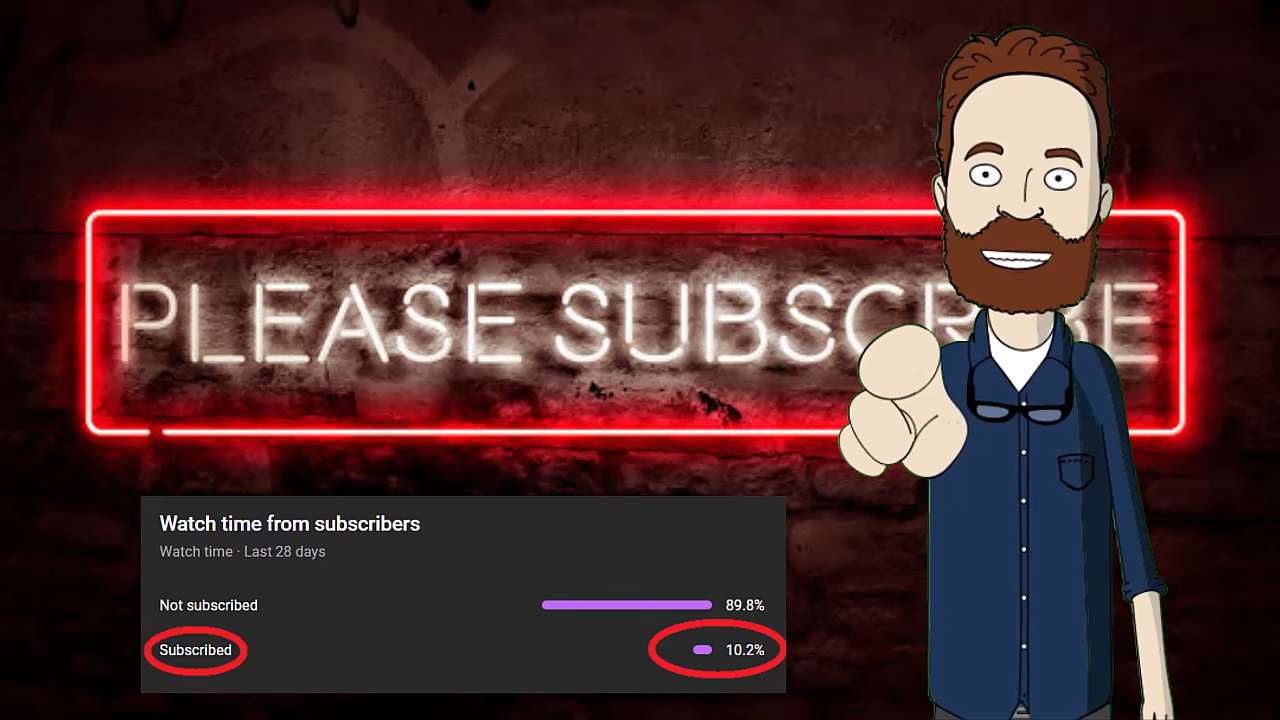 PLEASE SUBSCRIBE
Watch time from subscribers
Watch time · Last 28 days
Not subscribed 89.8%
Subscribed 10.2%